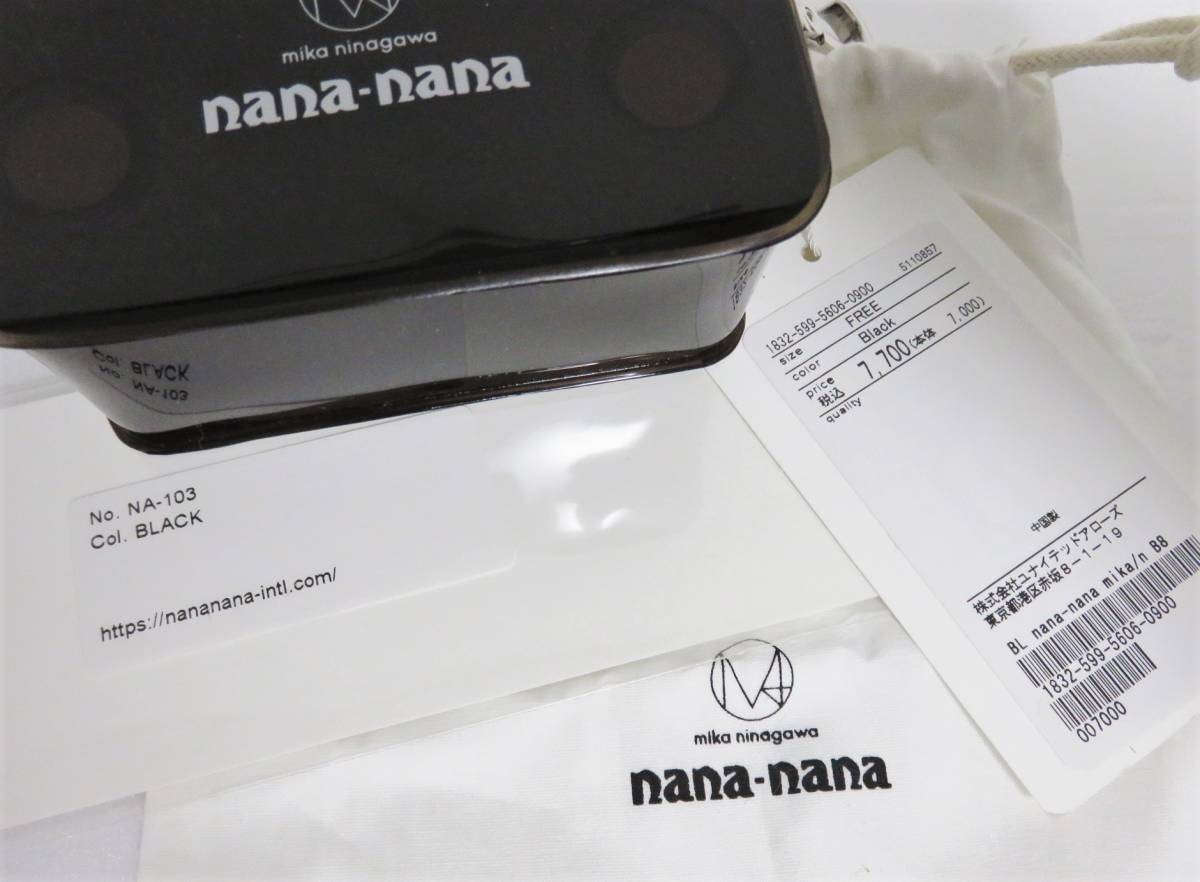 mika ninagawa
nana-nana
Col. BLACK
No. NA-103
No. NA-103
Col. BLACK
https://nananana-intl.com/
mika ninagawa
nana-nana
1832-599-5606-0900 5110857
size FREE
color Black
price
税込 7,700(本体 7,000)
quality
中国製
株式会社ユナイテッドアローズ
東京都港区赤坂8-1-19
BL nana-nana mika/n B8
1832-599-5606-0900
007000